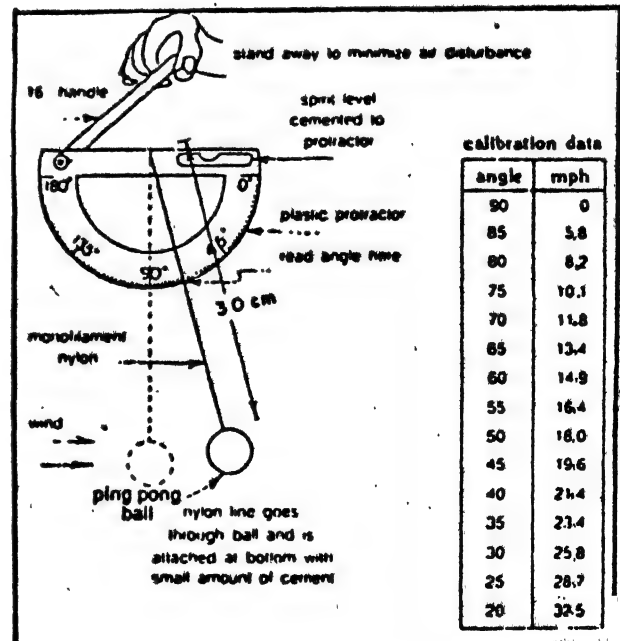 stand away to minimize air disturbance
handle
spirit level
cemented to
protractor
180°
0°
plastic protractor
135°
45°
90°
read angle here
30 cm
monofilament
nylon
wind
ping pong
ball
nylon line goes
through ball and is
attached at bottom with
small amount of cement
calibration data
angle mph
90 0
85 5.8
80 8.2
75 10.1
70 11.8
65 13.4
60 14.9
55 16.4
50 18.0
45 19.6
40 21.4
35 23.4
30 25.8
25 28.7
20 32.5